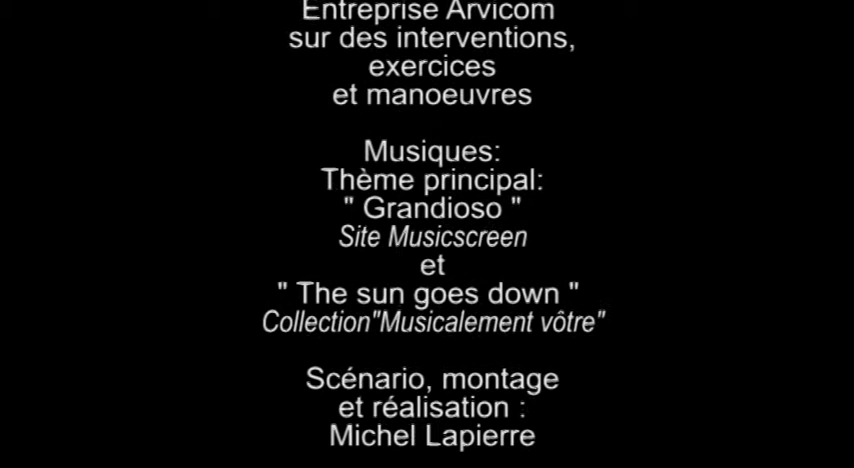 Entreprise Arvicom
sur des interventions,
exercices
et manoeuvres
Musiques:
Thème principal:
" Grandioso "
Site Musicscreen
et
" The sun goes down "
Collection"Musicalement vôtre"
Scénario, montage
et réalisation :
Michel Lapierre